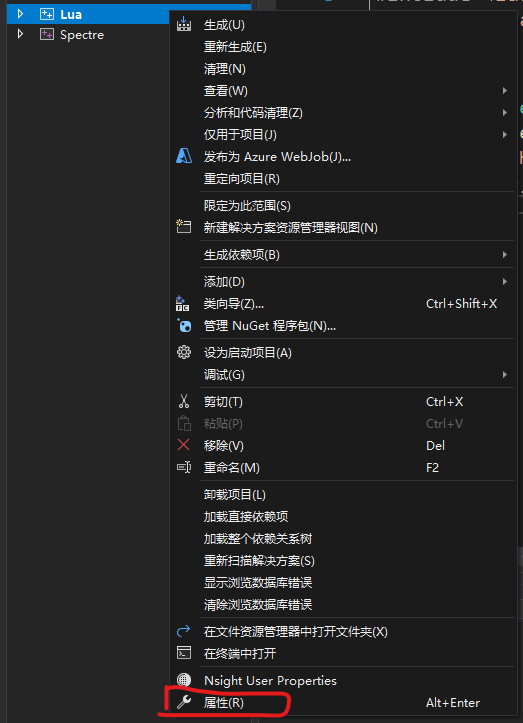 Lua
Spectre
生成(U)
重新生成(E)
清理(N)
查看(W)
分析和代码清理(Z)
仅用于项目(J)
发布为 Azure WebJob(J)...
重定向项目(R)
限定为此范围(S)
新建解决方案资源管理器视图(N)
生成依赖项(B)
添加(D)
类向导(Z)... Ctrl+Shift+X
管理 NuGet 程序包(N)...
设为启动项目(A)
调试(G)
剪切(T) Ctrl+X
粘贴(P) Ctrl+V
移除(V) Del
重命名(M) F2
卸载项目(L)
加载直接依赖项
加载整个依赖关系树
重新扫描解决方案(S)
显示浏览数据库错误
清除浏览数据库错误
在文件资源管理器中打开文件夹(X)
在终端中打开
Nsight User Properties
属性(R) Alt+Enter